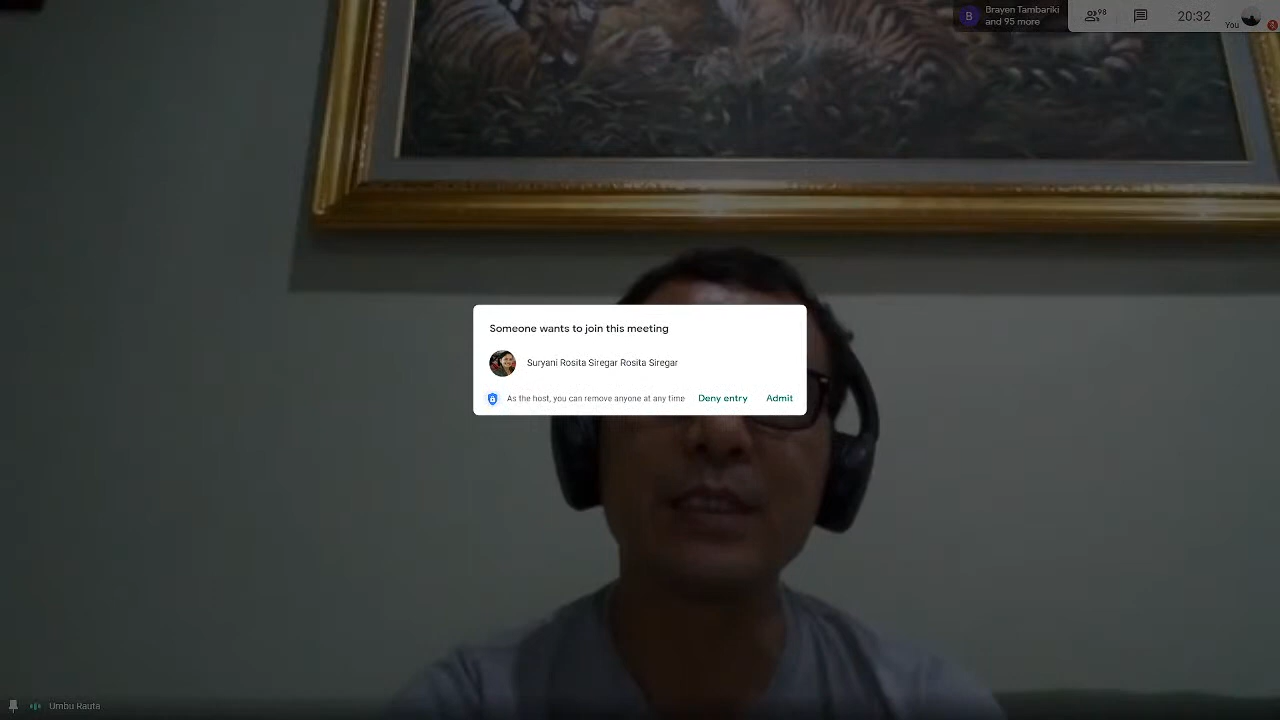 B Brayen Tambariki
and 95 more
98
20:32
You
Someone wants to join this meeting
Suryani Rosita Siregar Rosita Siregar
As the host, you can remove anyone at any time Deny entry Admit
Umbu Rauta